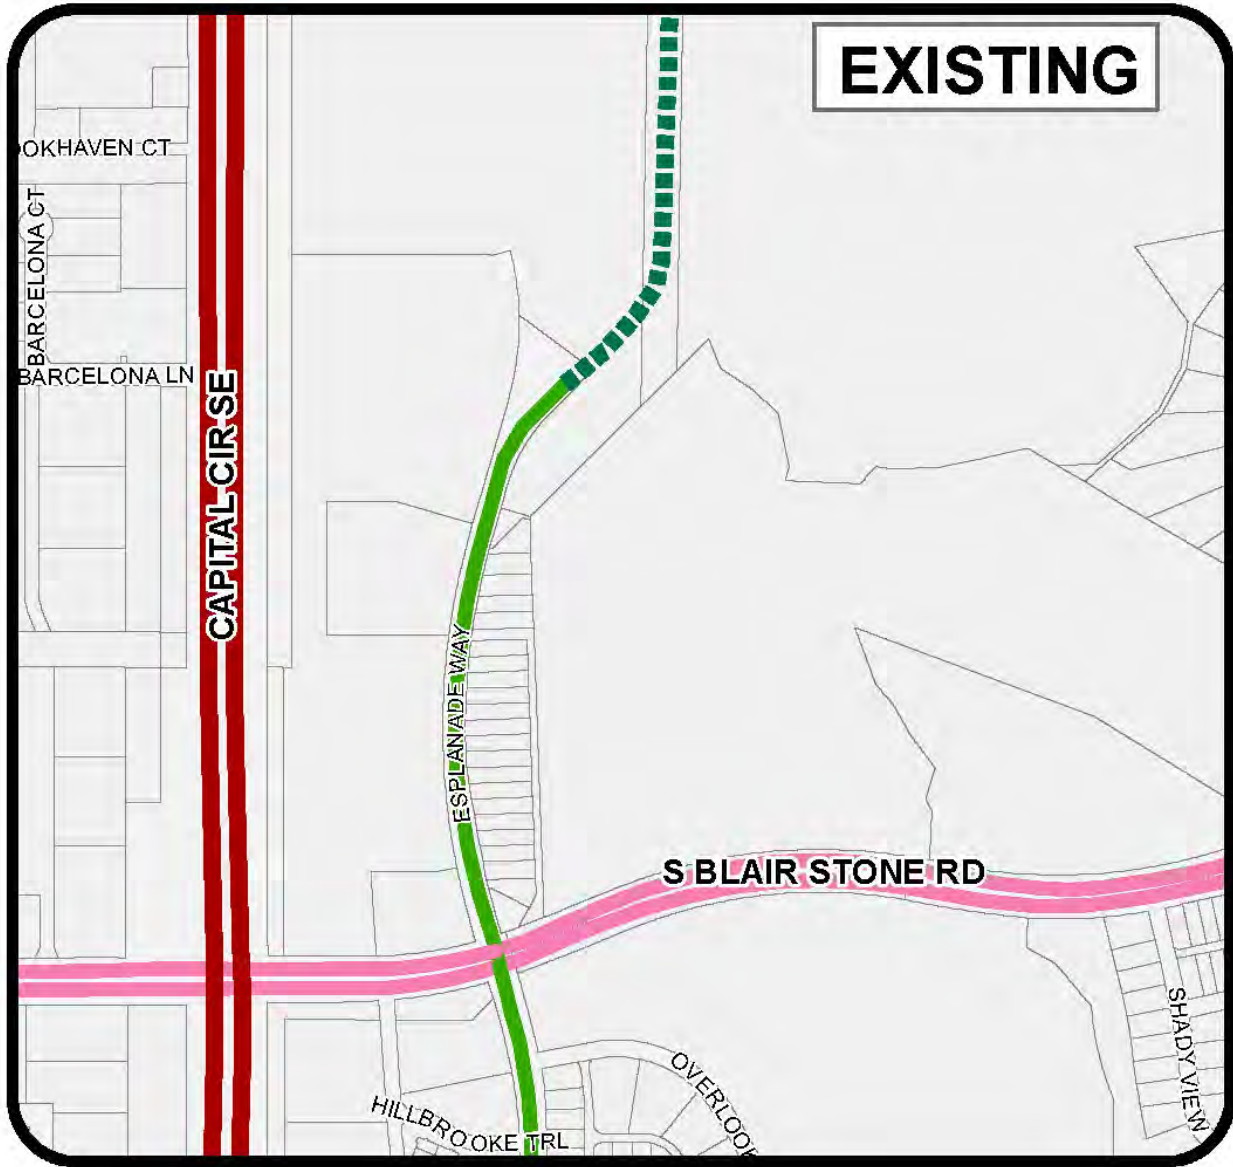 EXISTING
OKHAVEN CT
BARCELONA CT
BARCELONA LN
CAPITAL CIR SE
ESPLANADE WAY
S BLAIR STONE RD
SHADY VIEW
OVERLOOK
HILLBROOKE TRL